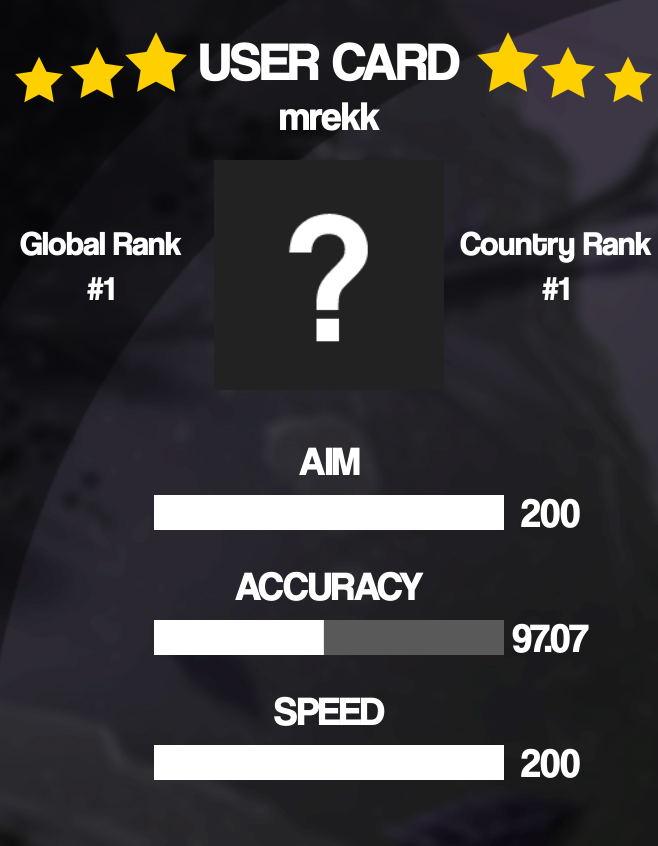 USER CARD
mrekk
Global Rank
#1
?
Country Rank
#1
AIM
200
ACCURACY
97.07
SPEED
200